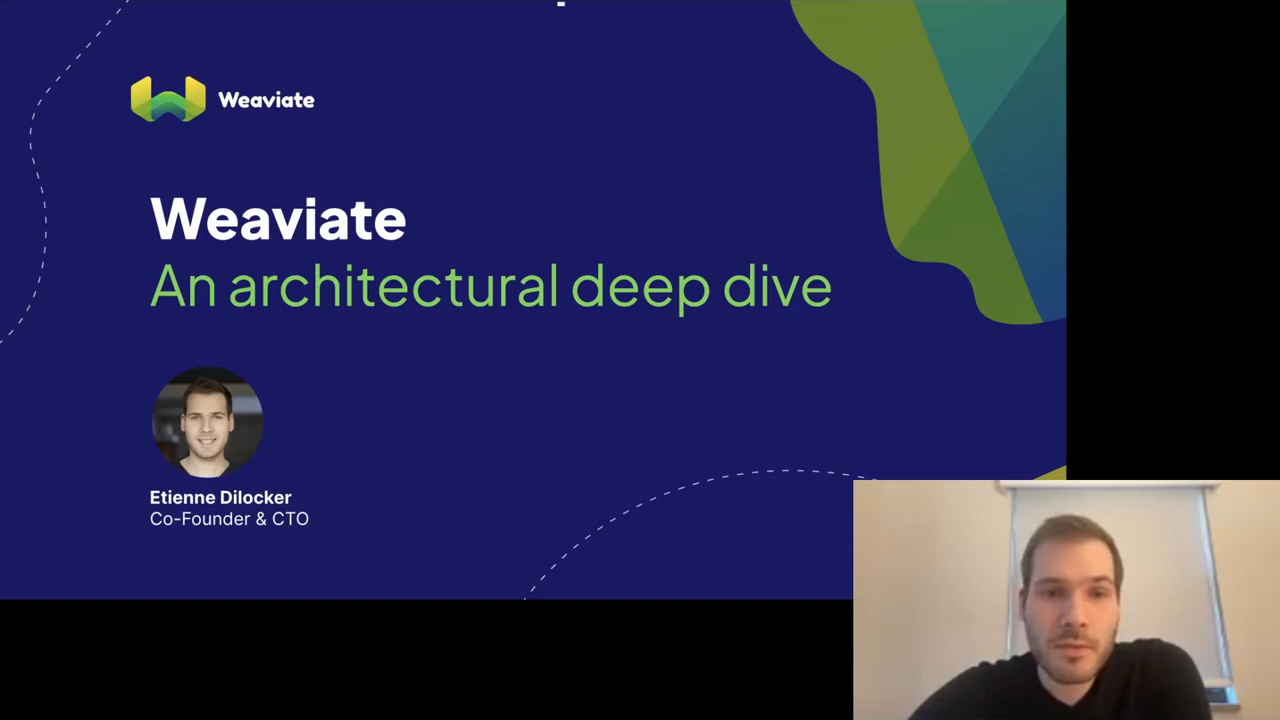 Weaviate
Weaviate
An architectural deep dive
Etienne Dilocker
Co-Founder & CTO